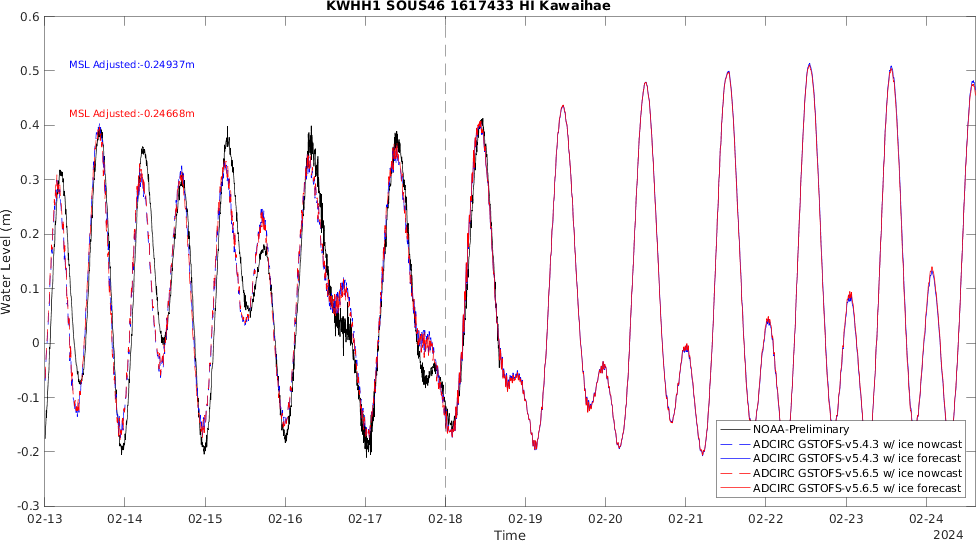 KWHH1 SOUS46 1617433 HI Kawaihae
0.6
0.5
0.4
0.3
0.2
0.1
0
-0.1
-0.2
-0.3
Water Level (m)
MSL Adjusted:-0.24937m
MSL Adjusted:-0.24668m
NOAA-Preliminary
ADCIRC GSTOFS-v5.4.3 w/ ice nowcast
ADCIRC GSTOFS-v5.4.3 w/ ice forecast
ADCIRC GSTOFS-v5.6.5 w/ ice nowcast
ADCIRC GSTOFS-v5.6.5 w/ ice forecast
02-13 02-14 02-15 02-16 02-17 02-18 02-19 02-20 02-21 02-22 02-23 02-24
Time
2024